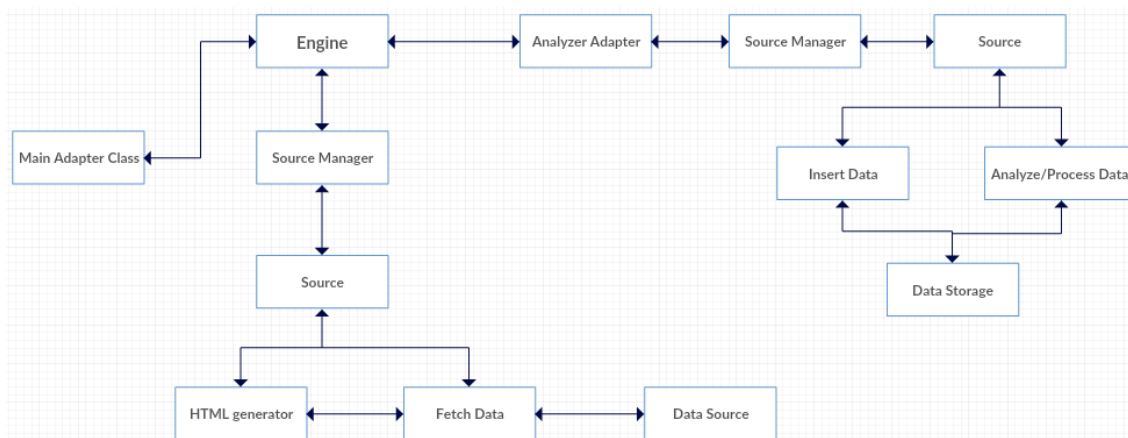 Engine
Analyzer Adapter
Source Manager
Source
Main Adapter Class
Source Manager
Insert Data
Analyze/Process Data
Source
Data Storage
HTML generator
Fetch Data
Data Source